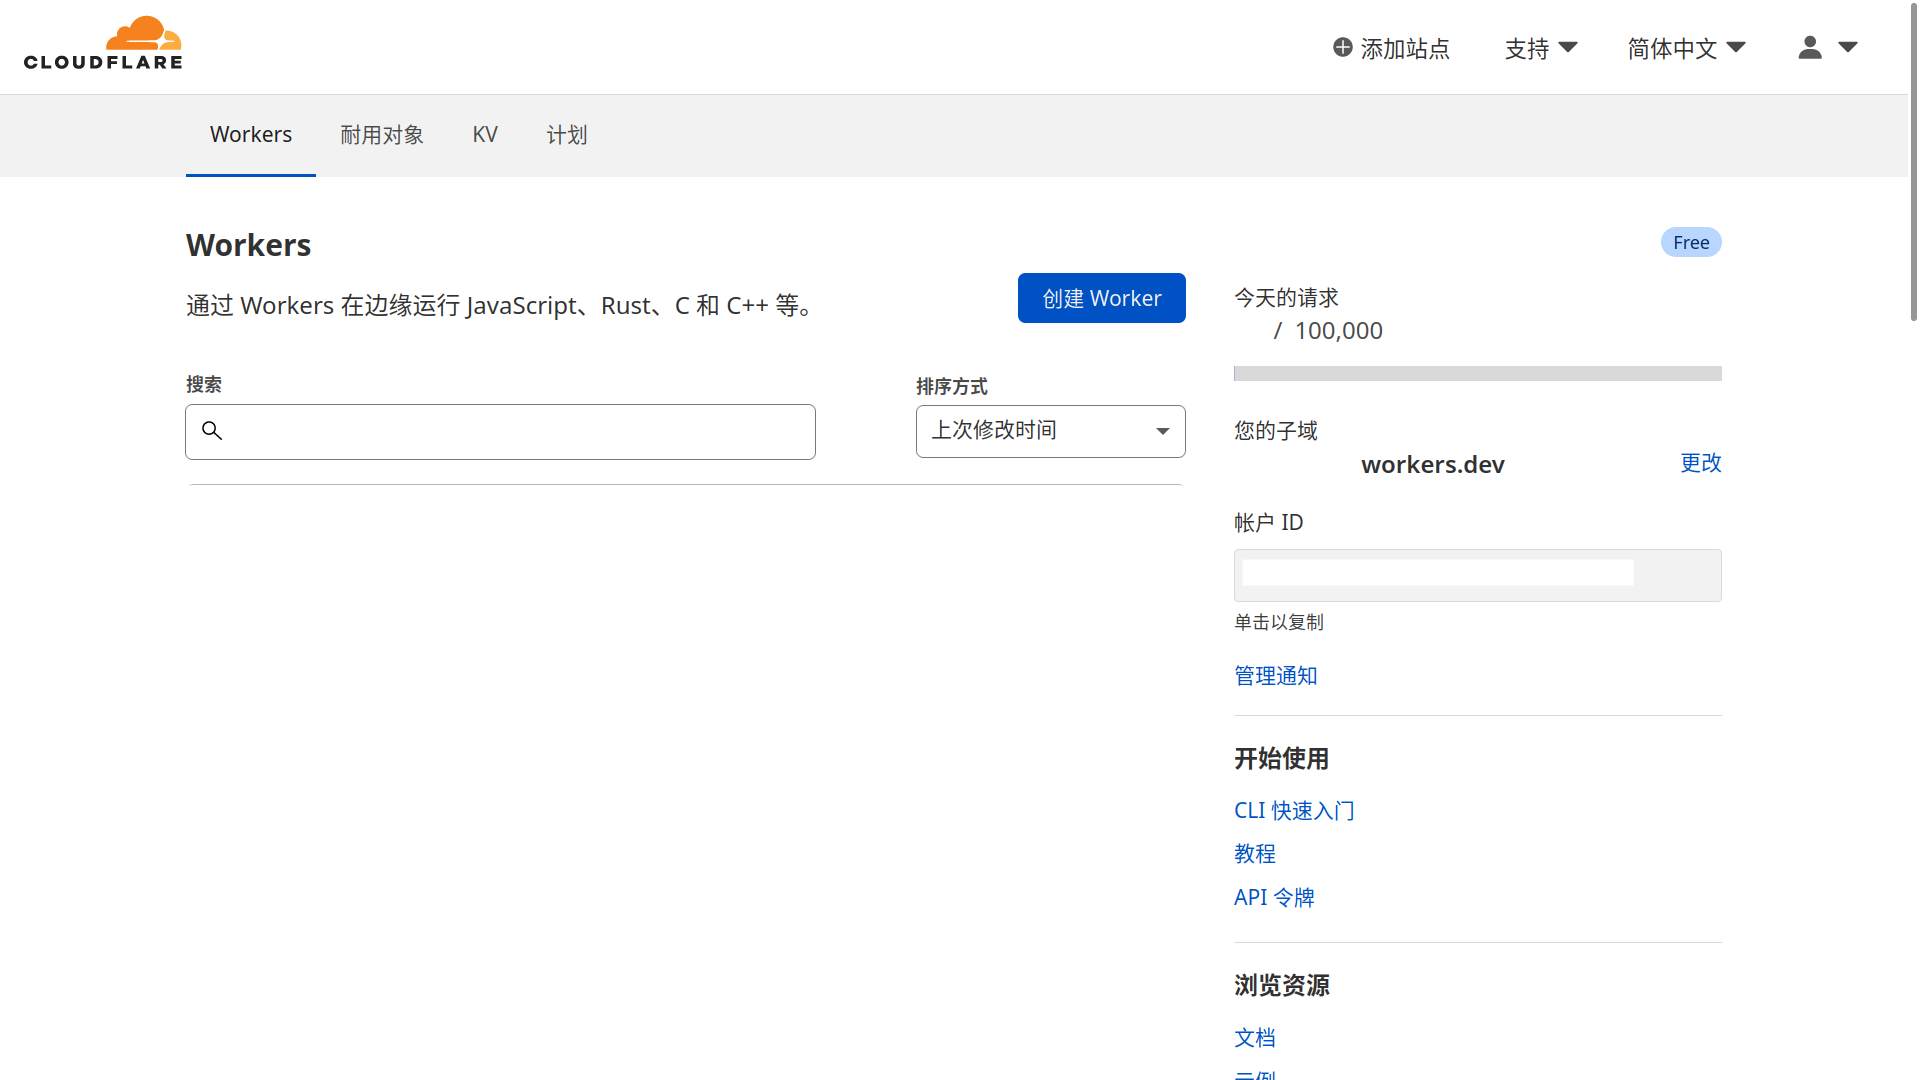 CLOUDFLARE
添加站点
支持
简体中文
Workers
耐用对象
KV
计划
Workers
Free
通过 Workers 在边缘运行 JavaScript、Rust、C 和 C++ 等。
创建 Worker
今天的请求
/ 100,000
搜索
排序方式
上次修改时间
您的子域
workers.dev
更改
帐户 ID
单击以复制
管理通知
开始使用
CLI 快速入门
教程
API 令牌
浏览资源
文档